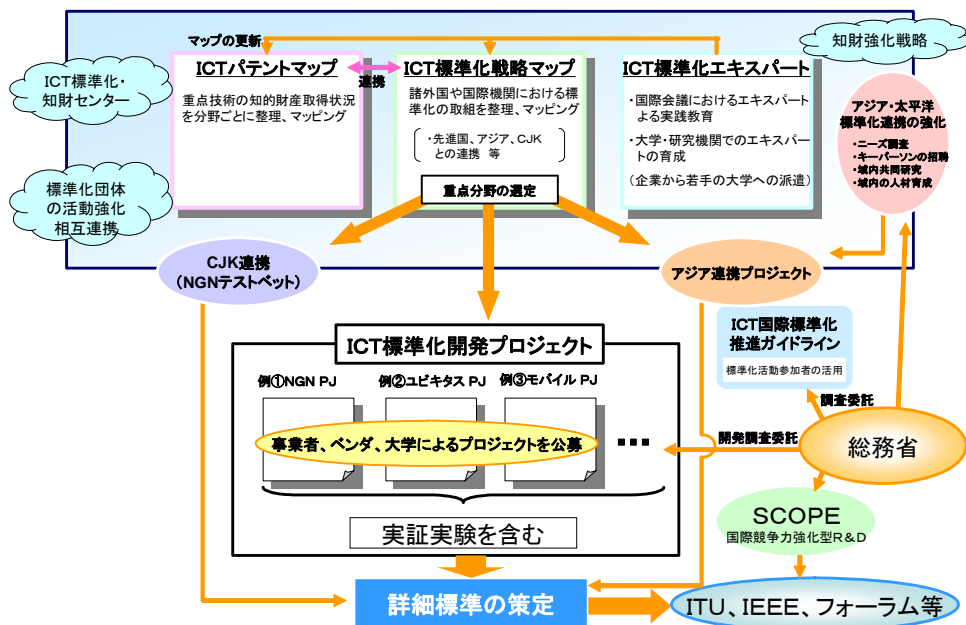 マップの更新
知財強化戦略
ICT標準化・
知財センター
ICTパテントマップ
重点技術の知的財産取得状況
を分野ごとに整理、マッピング
連携
ICT標準化戦略マップ
諸外国や国際機関における標
準化の取組を整理、マッピング
・先進国、アジア、CJK
との連携 等
重点分野の選定
ICT標準化エキスパート
・国際会議におけるエキスパート
よる実践教育
・大学・研究機関でのエキスパー
トの育成
(企業から若手の大学への派遣)
アジア・太平洋
標準化連携の強化
・ニーズ調査
・キーパーソンの招聘
・域内共同研究
・域内の人材育成
標準化団体
の活動強化
相互連携
CJK連携
(NGNテストベット)
アジア連携プロジェクト
ICT標準化開発プロジェクト
例①NGN PJ
例②ユビキタス PJ
例③モバイル PJ
事業者、ベンダ、大学によるプロジェクトを公募
実証実験を含む
ICT国際標準化
推進ガイドライン
標準化活動参加者の活用
調査委託
開発調査委託
総務省
SCOPE
国際競争力強化型R&D
詳細標準の策定
ITU、IEEE、フォーラム等